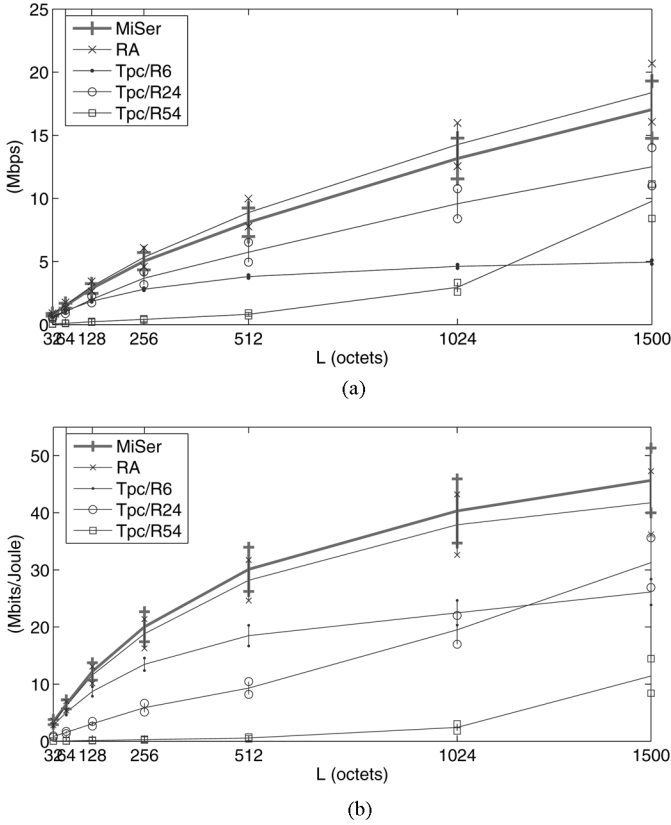 25
20
15
10
5
0
(Mbps)
MiSer
RA
Tpc/R6
Tpc/R24
Tpc/R54
32 64 128 256 512 1024 1500
L (octets)
(a)
50
40
30
20
10
0
(Mbits/Joule)
MiSer
RA
Tpc/R6
Tpc/R24
Tpc/R54
32 64 128 256 512 1024 1500
L (octets)
(b)